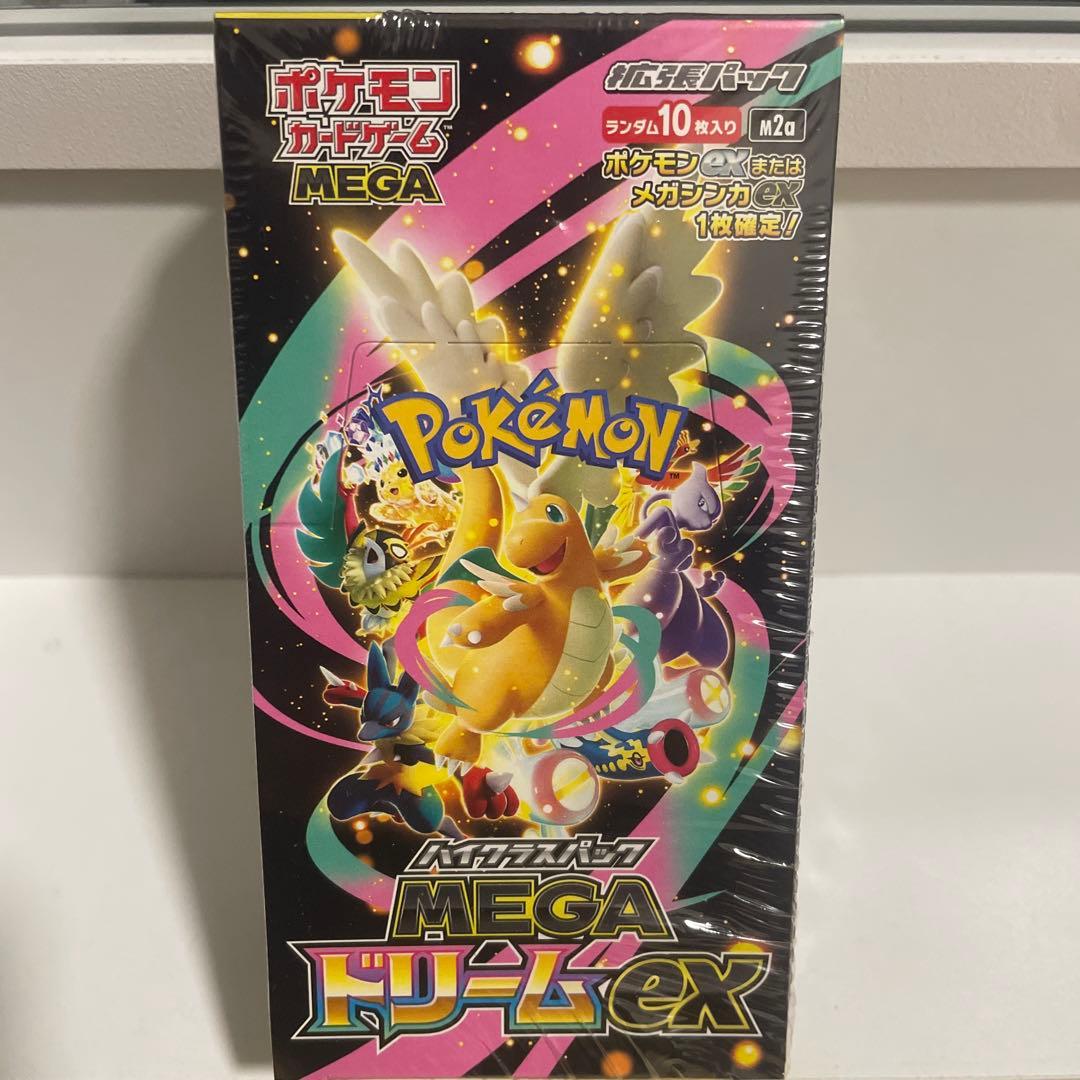 ポケモン
カードゲーム™
MEGA
拡張パック
ランダム10枚入り M2a
ポケモンexまたは
メガシンカex
1枚確定!
POKéMON™
ハイクラスパック
MEGA
ドリームex